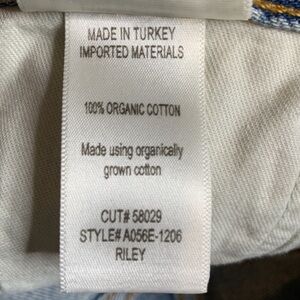 MADE IN TURKEY
IMPORTED MATERIALS
100% ORGANIC COTTON
Made using organically
grown cotton
CUT# 58029
STYLE# A056E-1206
RILEY